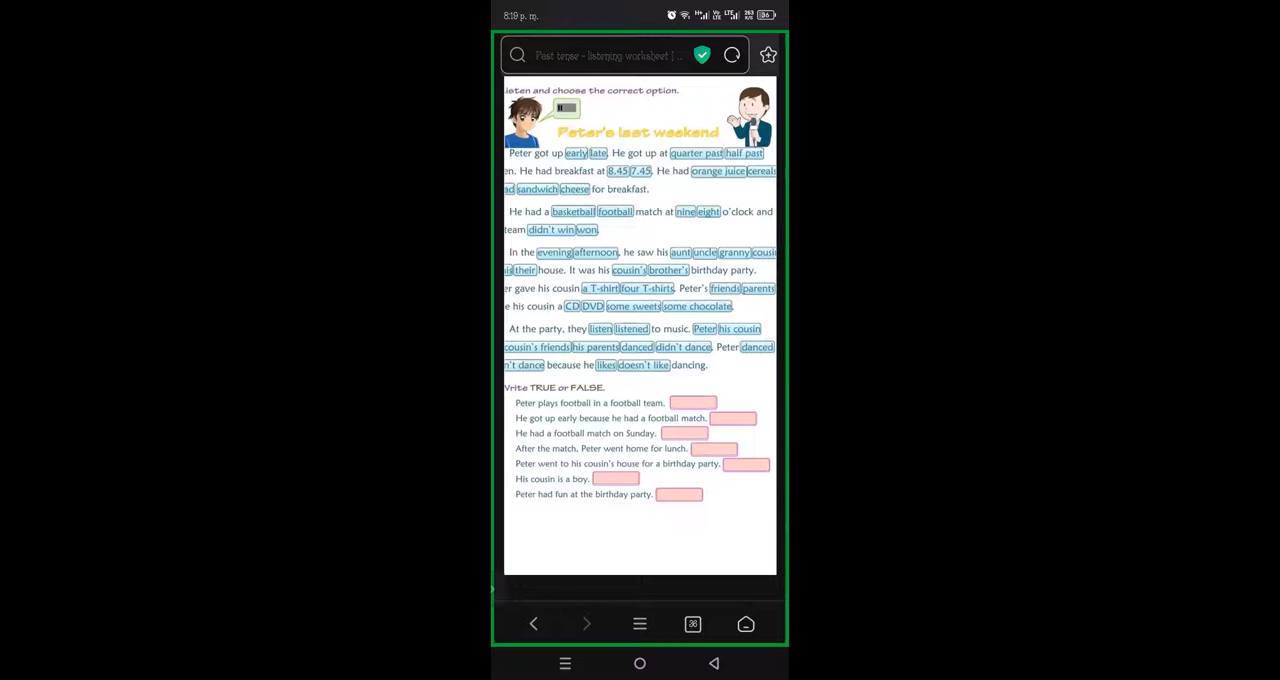 8:19 p. m.
36
Past tense - listening worksheet | ...
isten and choose the correct option.
Peter's last weekend
Peter got up early late. He got up at quarter past half past
en. He had breakfast at 8.45 7.45. He had orange juice cereals
ad sandwich cheese for breakfast.
He had a basketball football match at nine eight o'clock and
team didn't win won.
In the evening afternoon, he saw his aunt uncle granny cousin
is their house. It was his cousin's brother's birthday party.
er gave his cousin a T-shirt four T-shirts. Peter's friends parents
e his cousin a CD DVD some sweets some chocolate.
At the party, they listen listened to music. Peter his cousin
cousin's friends his parents danced didn't dance. Peter danced
n't dance because he likes doesn't like dancing.
Write TRUE or FALSE.
Peter plays football in a football team.
He got up early because he had a football match.
He had a football match on Sunday.
After the match, Peter went home for lunch.
Peter went to his cousin's house for a birthday party.
His cousin is a boy.
Peter had fun at the birthday party.
36